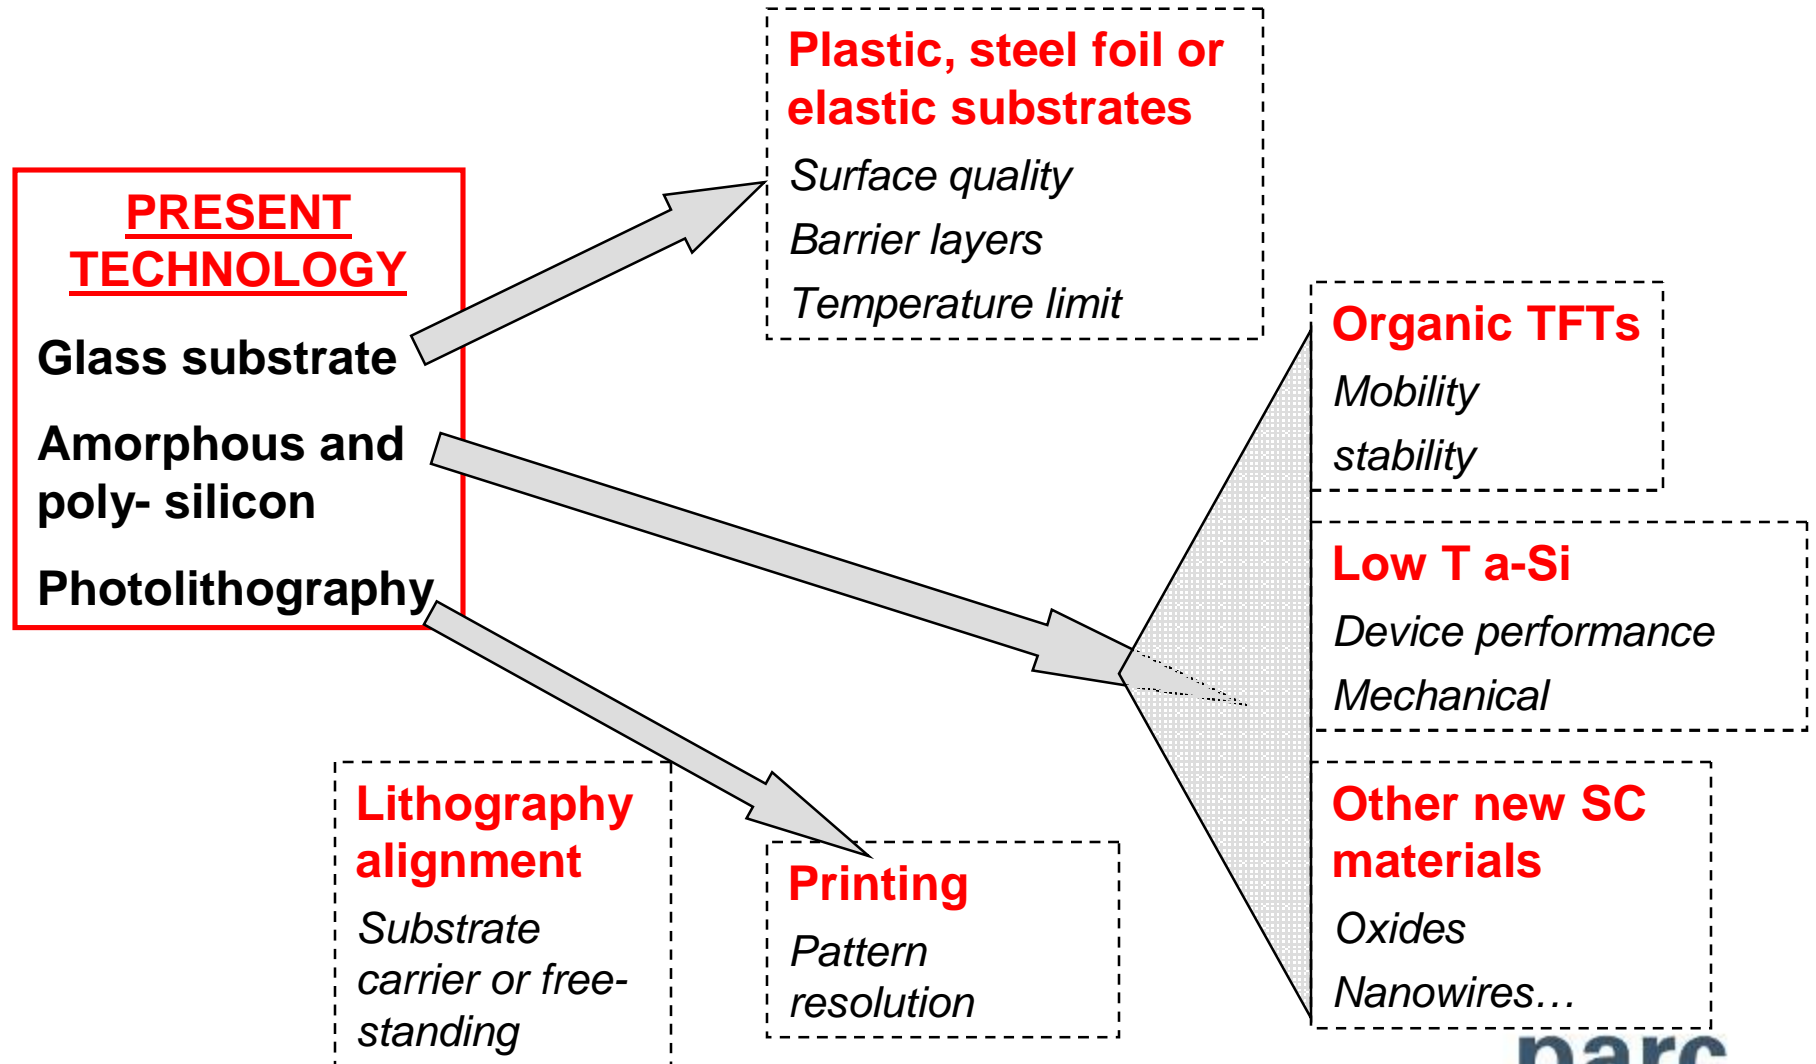 Plastic, steel foil or
elastic substrates
Surface quality
Barrier layers
Temperature limit
PRESENT
TECHNOLOGY
Glass substrate
Amorphous and
poly- silicon
Photolithography
Organic TFTs
Mobility
stability
Low T a-Si
Device performance
Mechanical
Lithography
alignment
Substrate
carrier or free-
standing
Printing
Pattern
resolution
Other new SC
materials
Oxides
Nanowires…
parc